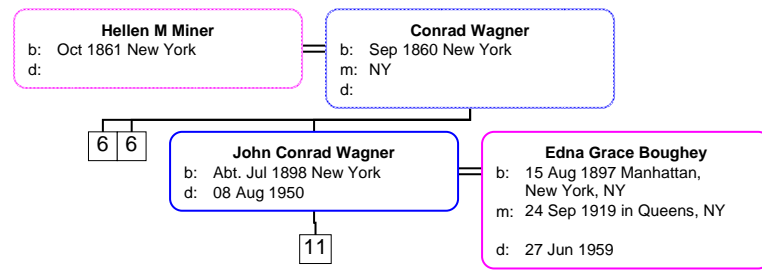 Hellen M Miner
b: Oct 1861 New York
d:
Conrad Wagner
b: Sep 1860 New York
m: NY
d:
6 6
John Conrad Wagner
b: Abt. Jul 1898 New York
d: 08 Aug 1950
Edna Grace Boughey
b: 15 Aug 1897 Manhattan,
New York, NY
m: 24 Sep 1919 in Queens, NY
d: 27 Jun 1959
11